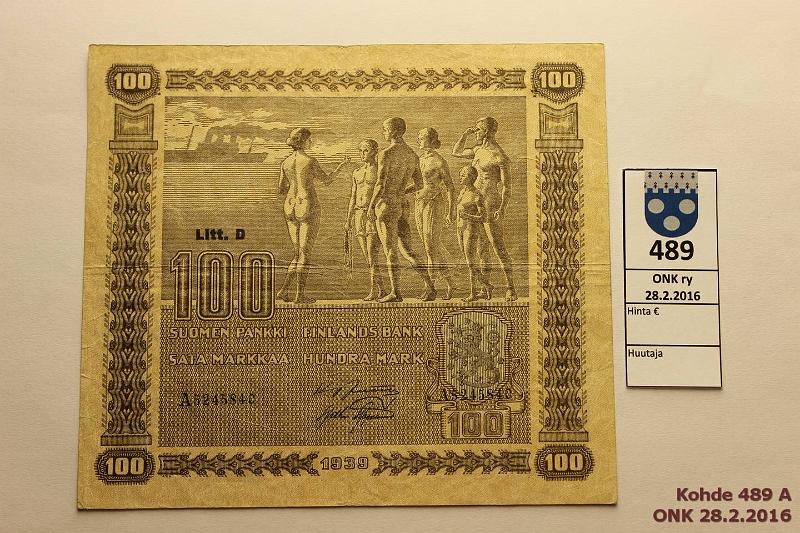 100
100
Litt. D
100
SUOMEN PANKKI FINLANDS BANK
SATA MARKKAA HUNDRA MARK
100
100
1939
100
489
ONK ry
28.2.2016
Hinta €
Huutaja
Kohde 489 A
ONK 28.2.2016